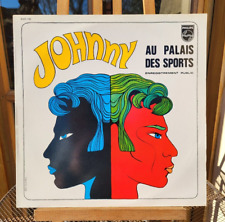 JOHNNY
AU PALAIS
DES SPORTS
ENREGISTREMENT PUBLIC
PHILIPS